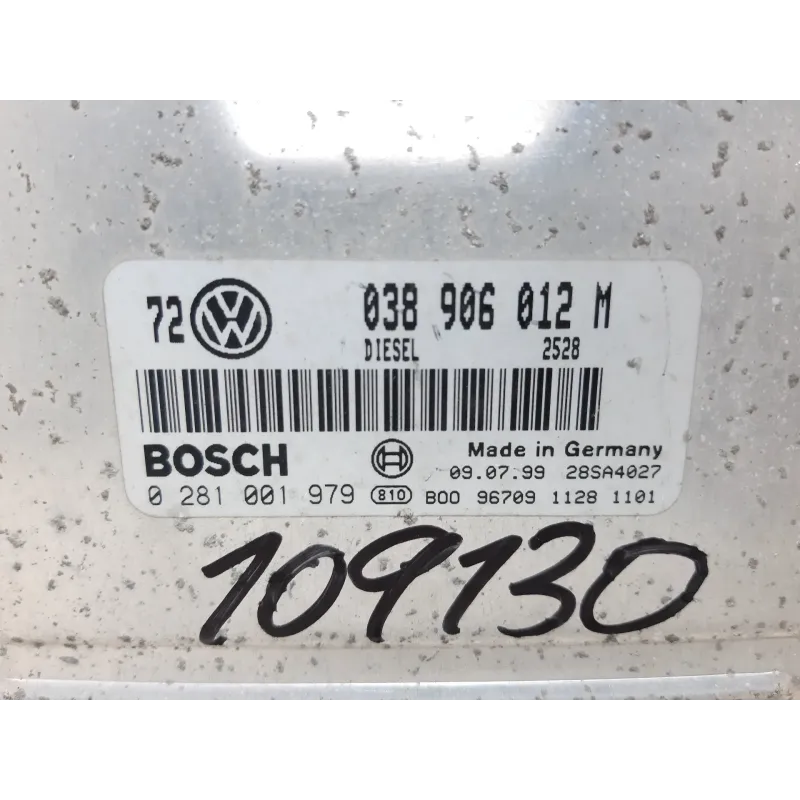 72 VW 038 906 012 M
DIESEL 2528
BOSCH Made in Germany
09.07.99 28SA4027
0 281 001 979 810 B00 96709 1128 1101
109130